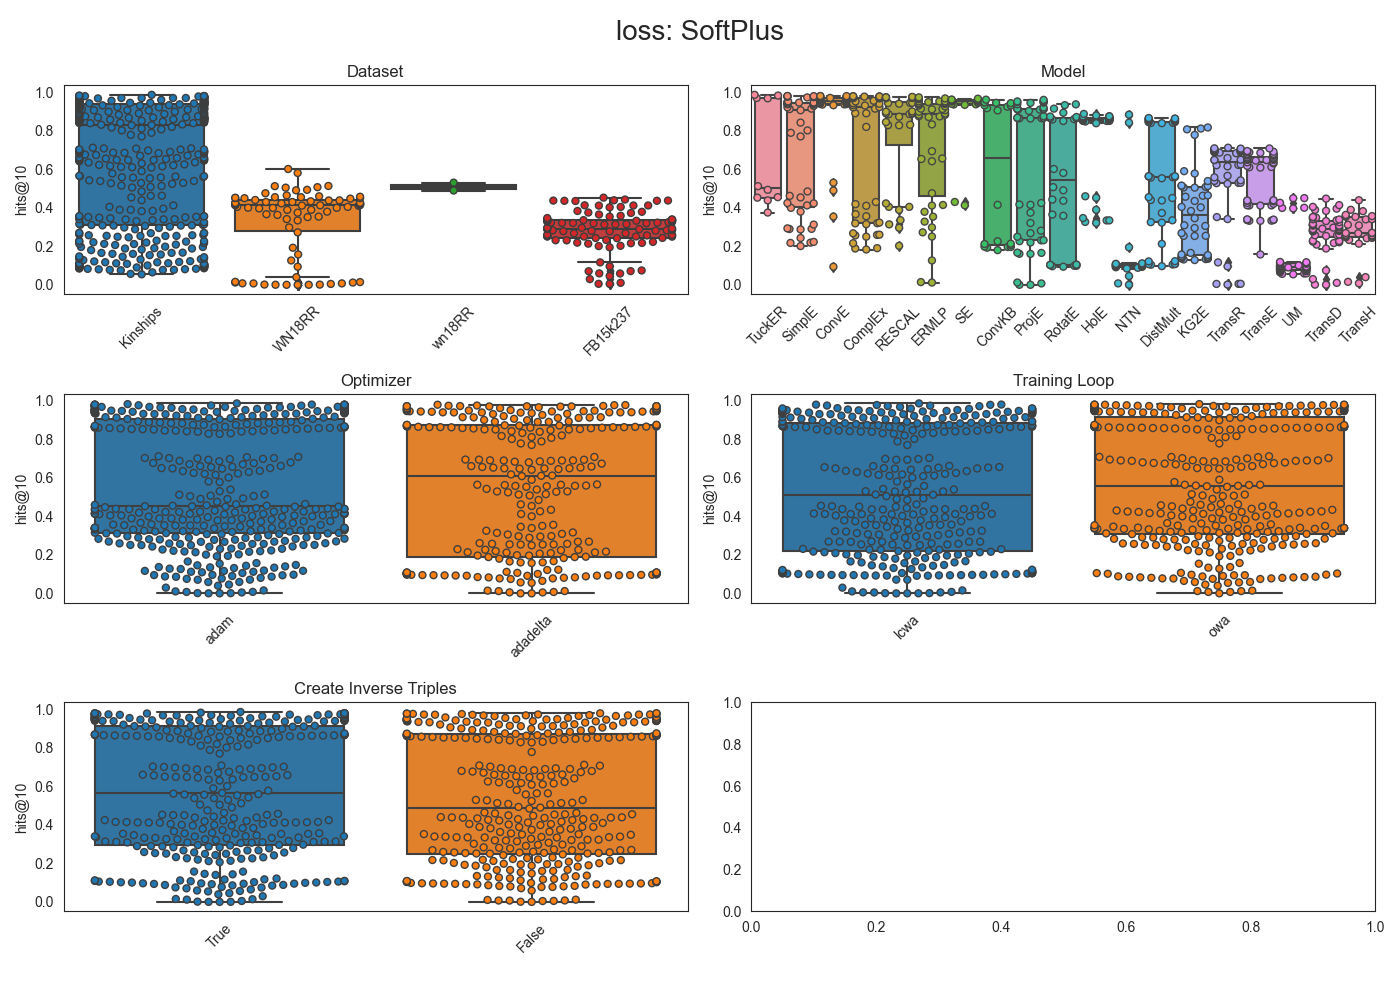 loss: SoftPlus
Dataset
hits@10
1.0
0.8
0.6
0.4
0.2
0.0
Kinships
WN18RR
wn18RR
FB15k237
Model
hits@10
1.0
0.8
0.6
0.4
0.2
0.0
TuckER
SimplE
ConvE
ComplEx
RESCAL
ERMLP
SE
ConvKB
ProjE
RotatE
HolE
NTN
DistMult
KG2E
TransR
TransE
UM
TransD
TransH
Optimizer
hits@10
1.0
0.8
0.6
0.4
0.2
0.0
adam
adadelta
Training Loop
hits@10
1.0
0.8
0.6
0.4
0.2
0.0
lcwa
owa
Create Inverse Triples
hits@10
1.0
0.8
0.6
0.4
0.2
0.0
True
False
1.0
0.8
0.6
0.4
0.2
0.0
0.0 0.2 0.4 0.6 0.8 1.0